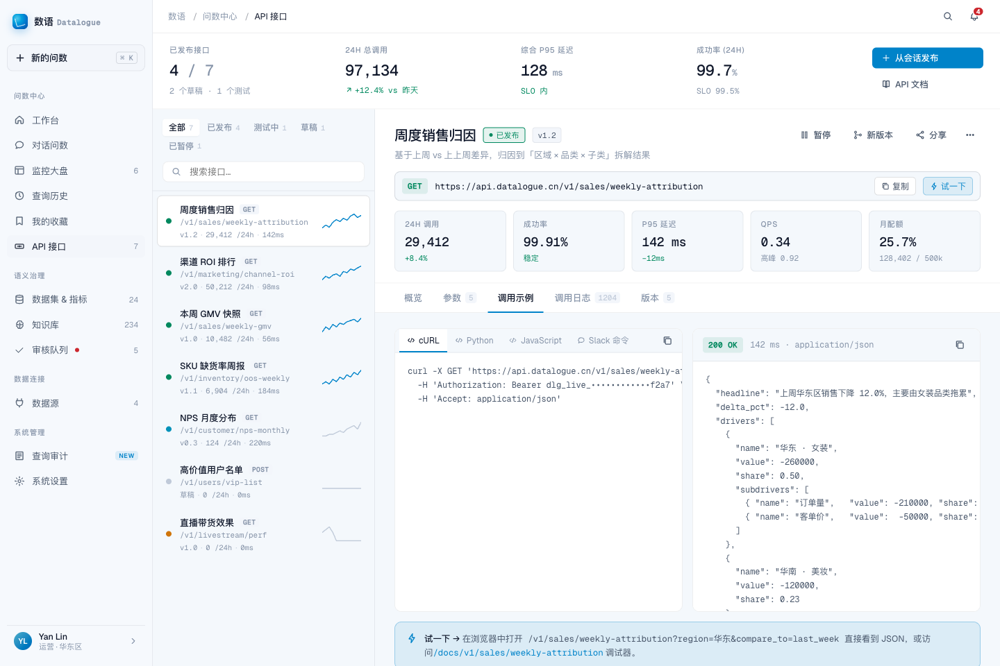 数语 Datalogue
新的问数 ⌘ K
问数中心
工作台
对话问数
监控大盘 6
查询历史
我的收藏
API 接口 7
语义治理
数据集 & 指标 24
知识库 234
审核队列 5
数据连接
数据源 4
系统管理
查询审计 NEW
系统设置
YL
Yan Lin
运营 · 华东区
数语 / 问数中心 / API 接口
4
已发布接口
4 / 7
2 个草稿 · 1 个测试
24H 总调用
97,134
↗ +12.4% vs 昨天
综合 P95 延迟
128 ms
SLO 内
成功率 (24H)
99.7%
SLO 99.5%
从会话发布
API 文档
全部 7 已发布 4 测试中 1 草稿 1
已暂停 1
搜索接口…
周度销售归因 GET
/v1/sales/weekly-attribution
v1.2 · 29,412 /24h · 142ms
渠道 ROI 排行 GET
/v1/marketing/channel-roi
v2.0 · 50,212 /24h · 98ms
本周 GMV 快照 GET
/v1/sales/weekly-gmv
v1.0 · 10,482 /24h · 56ms
SKU 缺货率周报 GET
/v1/inventory/oos-weekly
v1.1 · 6,904 /24h · 184ms
NPS 月度分布 GET
/v1/customer/nps-monthly
v0.3 · 124 /24h · 220ms
高价值用户名单 POST
/v1/users/vip-list
草稿 · 0 /24h · 0ms
直播带货效果 GET
/v1/livestream/perf
v1.0 · 0 /24h · 0ms
周度销售归因 已发布 v1.2
暂停 新版本 分享 •••
基于上周 vs 上上周差异，归因到「区域 × 品类 × 子类」拆解结果
GET https://api.datalogue.cn/v1/sales/weekly-attribution 复制 试一下
24H 调用
29,412
+8.4%
成功率
99.91%
稳定
P95 延迟
142 ms
−12ms
QPS
0.34
高峰 0.92
月配额
25.7%
128,402 / 500k
概览 参数 5 调用示例 调用日志 1204 版本 5
cURL Python JavaScript Slack 命令
curl -X GET 'https://api.datalogue.cn/v1/sales/weekly-at
-H 'Authorization: Bearer dlg_live_••••••••••••f2a7' \
-H 'Accept: application/json'
200 OK 142 ms · application/json
{
"headline": "上周华东区销售下降 12.0%，主要由女装品类拖累",
"delta_pct": -12.0,
"drivers": [
{
"name": "华东 · 女装",
"value": -260000,
"share": 0.50,
"subdrivers": [
{ "name": "订单量", "value": -210000, "share":
{ "name": "客单价", "value": -50000, "share":
]
},
{
"name": "华南 · 美妆",
"value": -120000,
"share": 0.23
试一下 → 在浏览器中打开 /v1/sales/weekly-attribution?region=华东&compare_to=last_week 直接看到 JSON，或访
问/docs/v1/sales/weekly-attribution 调试器。